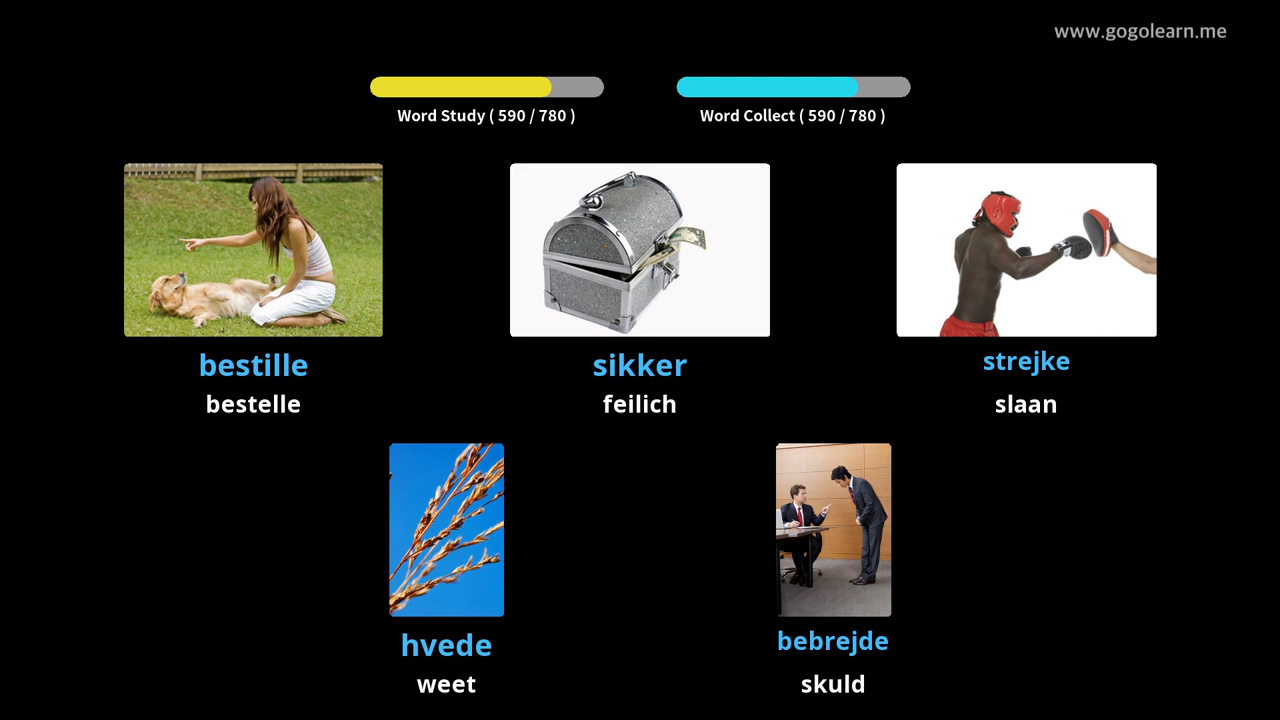 www.gogolearn.me
Word Study ( 590 / 780 )
Word Collect ( 590 / 780 )
bestille
bestelle
sikker
feilich
strejke
slaan
hvede
weet
bebrejde
skuld